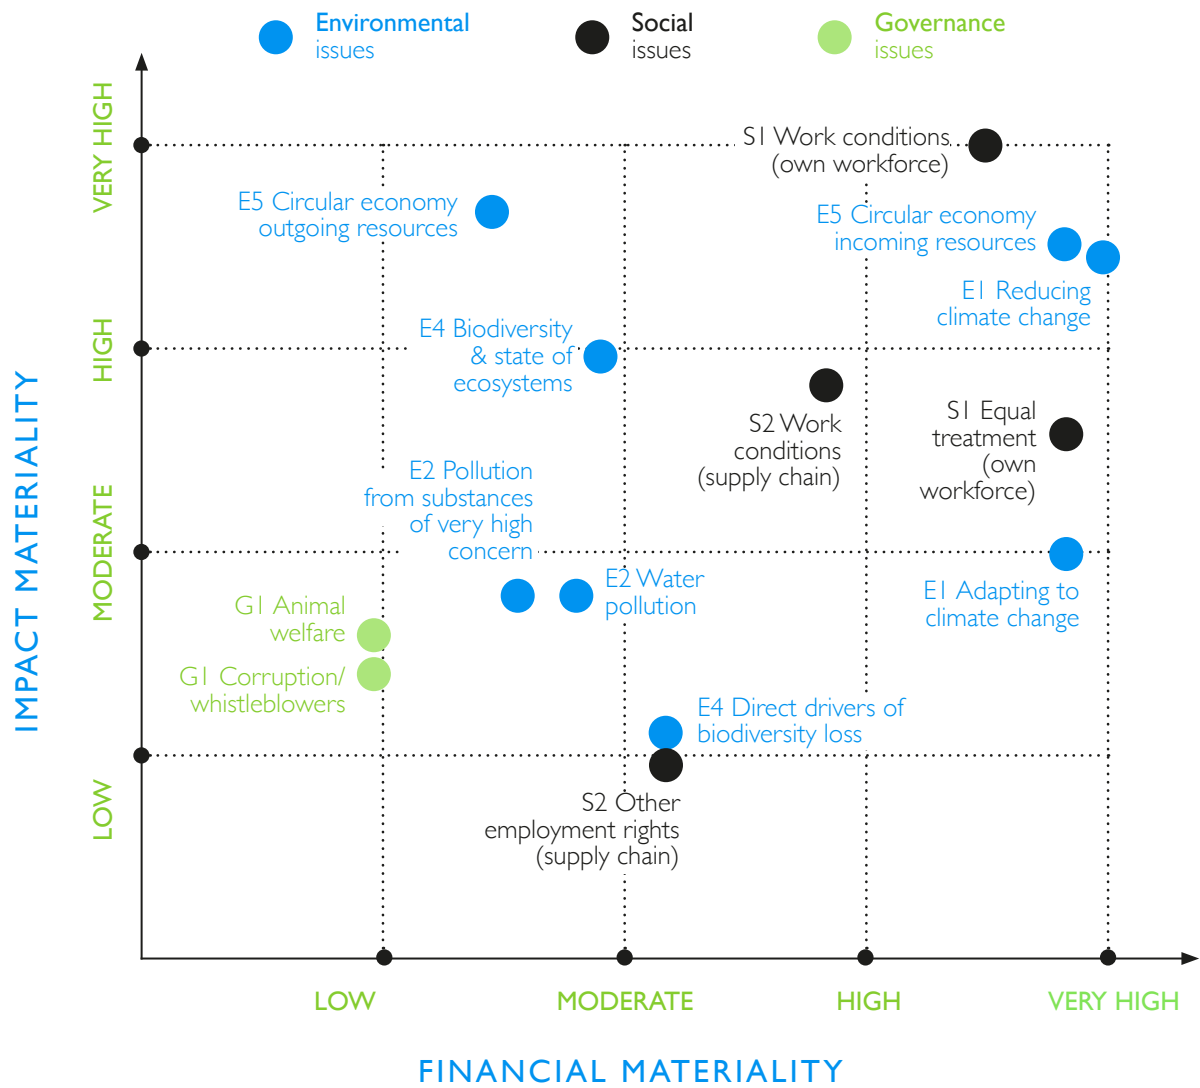 Environmental
issues
Social
issues
Governance
issues
VERY HIGH
HIGH
MODERATE
LOW
IMPACT MATERIALITY
S1 Work conditions
(own workforce)
E5 Circular economy
outgoing resources
E5 Circular economy
incoming resources
E1 Reducing
climate change
E4 Biodiversity
& state of
ecosystems
S2 Work
conditions
(supply chain)
S1 Equal
treatment
(own
workforce)
E2 Pollution
from substances
of very high
concern
E2 Water
pollution
E1 Adapting to
climate change
G1 Animal
welfare
G1 Corruption/
whistleblowers
E4 Direct drivers of
biodiversity loss
S2 Other
employment rights
(supply chain)
LOW
MODERATE
HIGH
VERY HIGH
FINANCIAL MATERIALITY